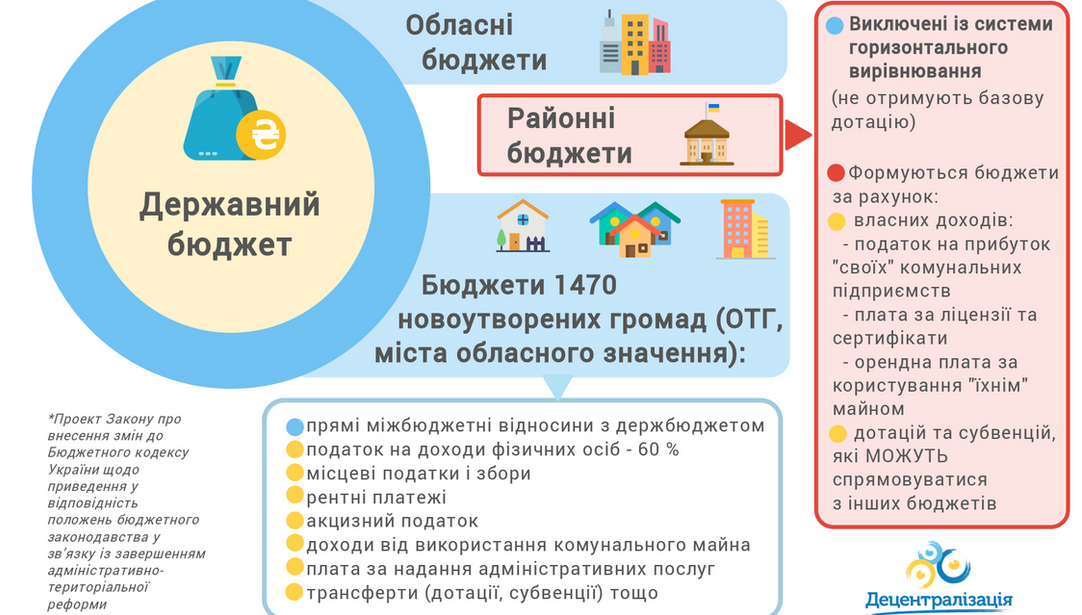 Державний
бюджет
Обласні
бюджети
Районні
бюджети
Бюджети 1470
новоутворених громад (ОТГ,
міста обласного значення):
прямі міжбюджетні відносини з держбюджетом
податок на доходи фізичних осіб - 60 %
місцеві податки і збори
рентні платежі
акцизний податок
доходи від використання комунального майна
плата за надання адміністративних послуг
трансферти (дотації, субвенції) тощо
Виключені із системи
горизонтального
вирівнювання
(не отримують базову
дотацію)
Формуються бюджети
за рахунок:
власних доходів:
- податок на прибуток
"своїх" комунальних
підприємств
- плата за ліцензії та
сертифікати
- орендна плата за
користування "їхнім"
майном
дотацій та субвенцій,
які МОЖУТЬ
спрямовуватися
з інших бюджетів
*Проект Закону про
внесення змін до
Бюджетного кодексу
України щодо
приведення у
відповідність
положень бюджетного
законодавства у
зв’язку із завершенням
адміністративно-
територіальної
реформи
Децентралізація